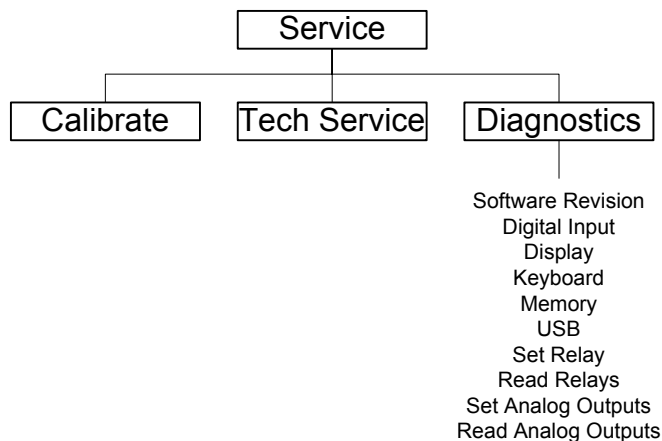 Service
Calibrate
Tech Service
Diagnostics
Software Revision
Digital Input
Display
Keyboard
Memory
USB
Set Relay
Read Relays
Set Analog Outputs
Read Analog Outputs